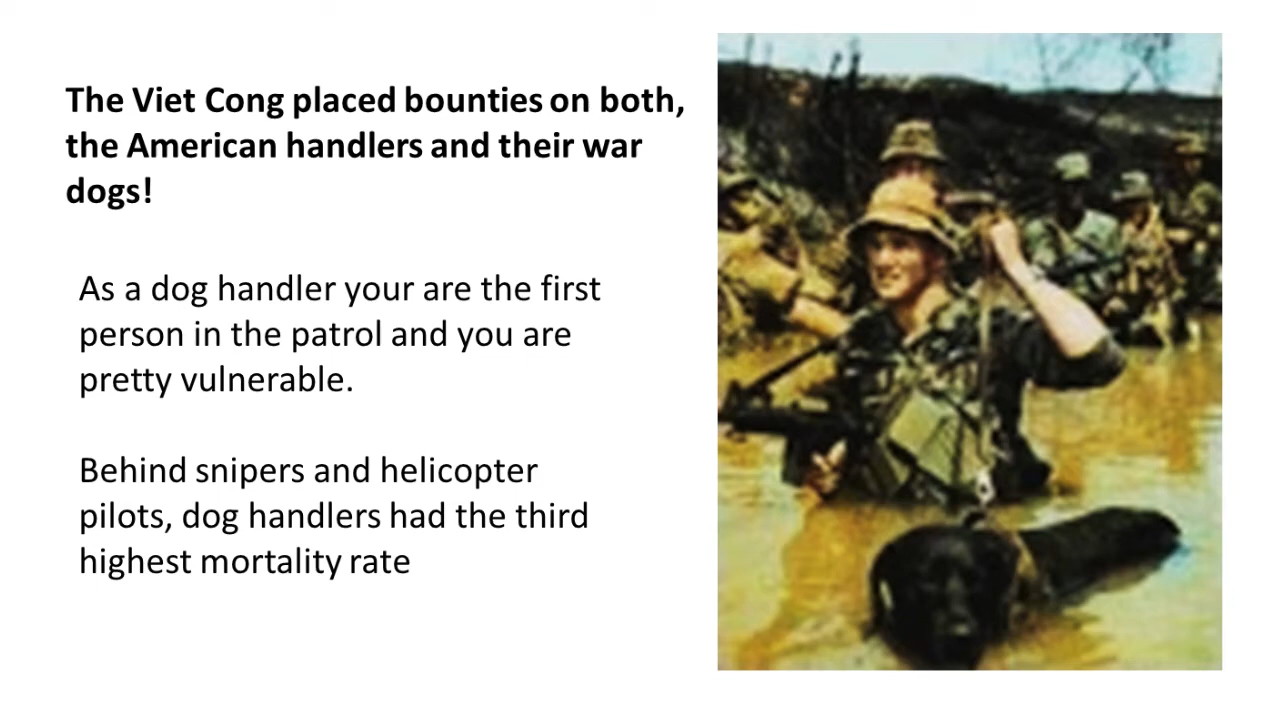 The Viet Cong placed bounties on both,
the American handlers and their war
dogs!
As a dog handler your are the first
person in the patrol and you are
pretty vulnerable.
Behind snipers and helicopter
pilots, dog handlers had the third
highest mortality rate